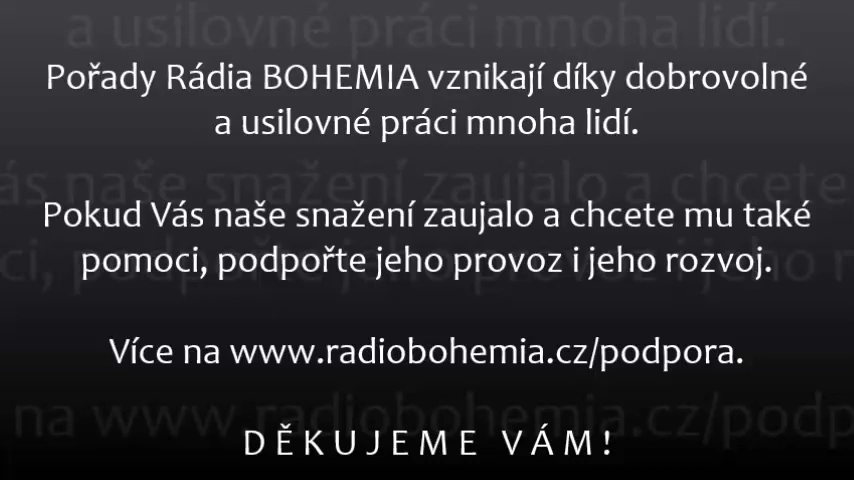 Pořady Rádia BOHEMIA vznikají díky dobrovolné
a usilovné práci mnoha lidí.
Pokud Vás naše snažení zaujalo a chcete mu také
pomoci, podpořte jeho provoz i jeho rozvoj.
Více na www.radiobohemia.cz/podpora.
DĚKUJEME VÁM!